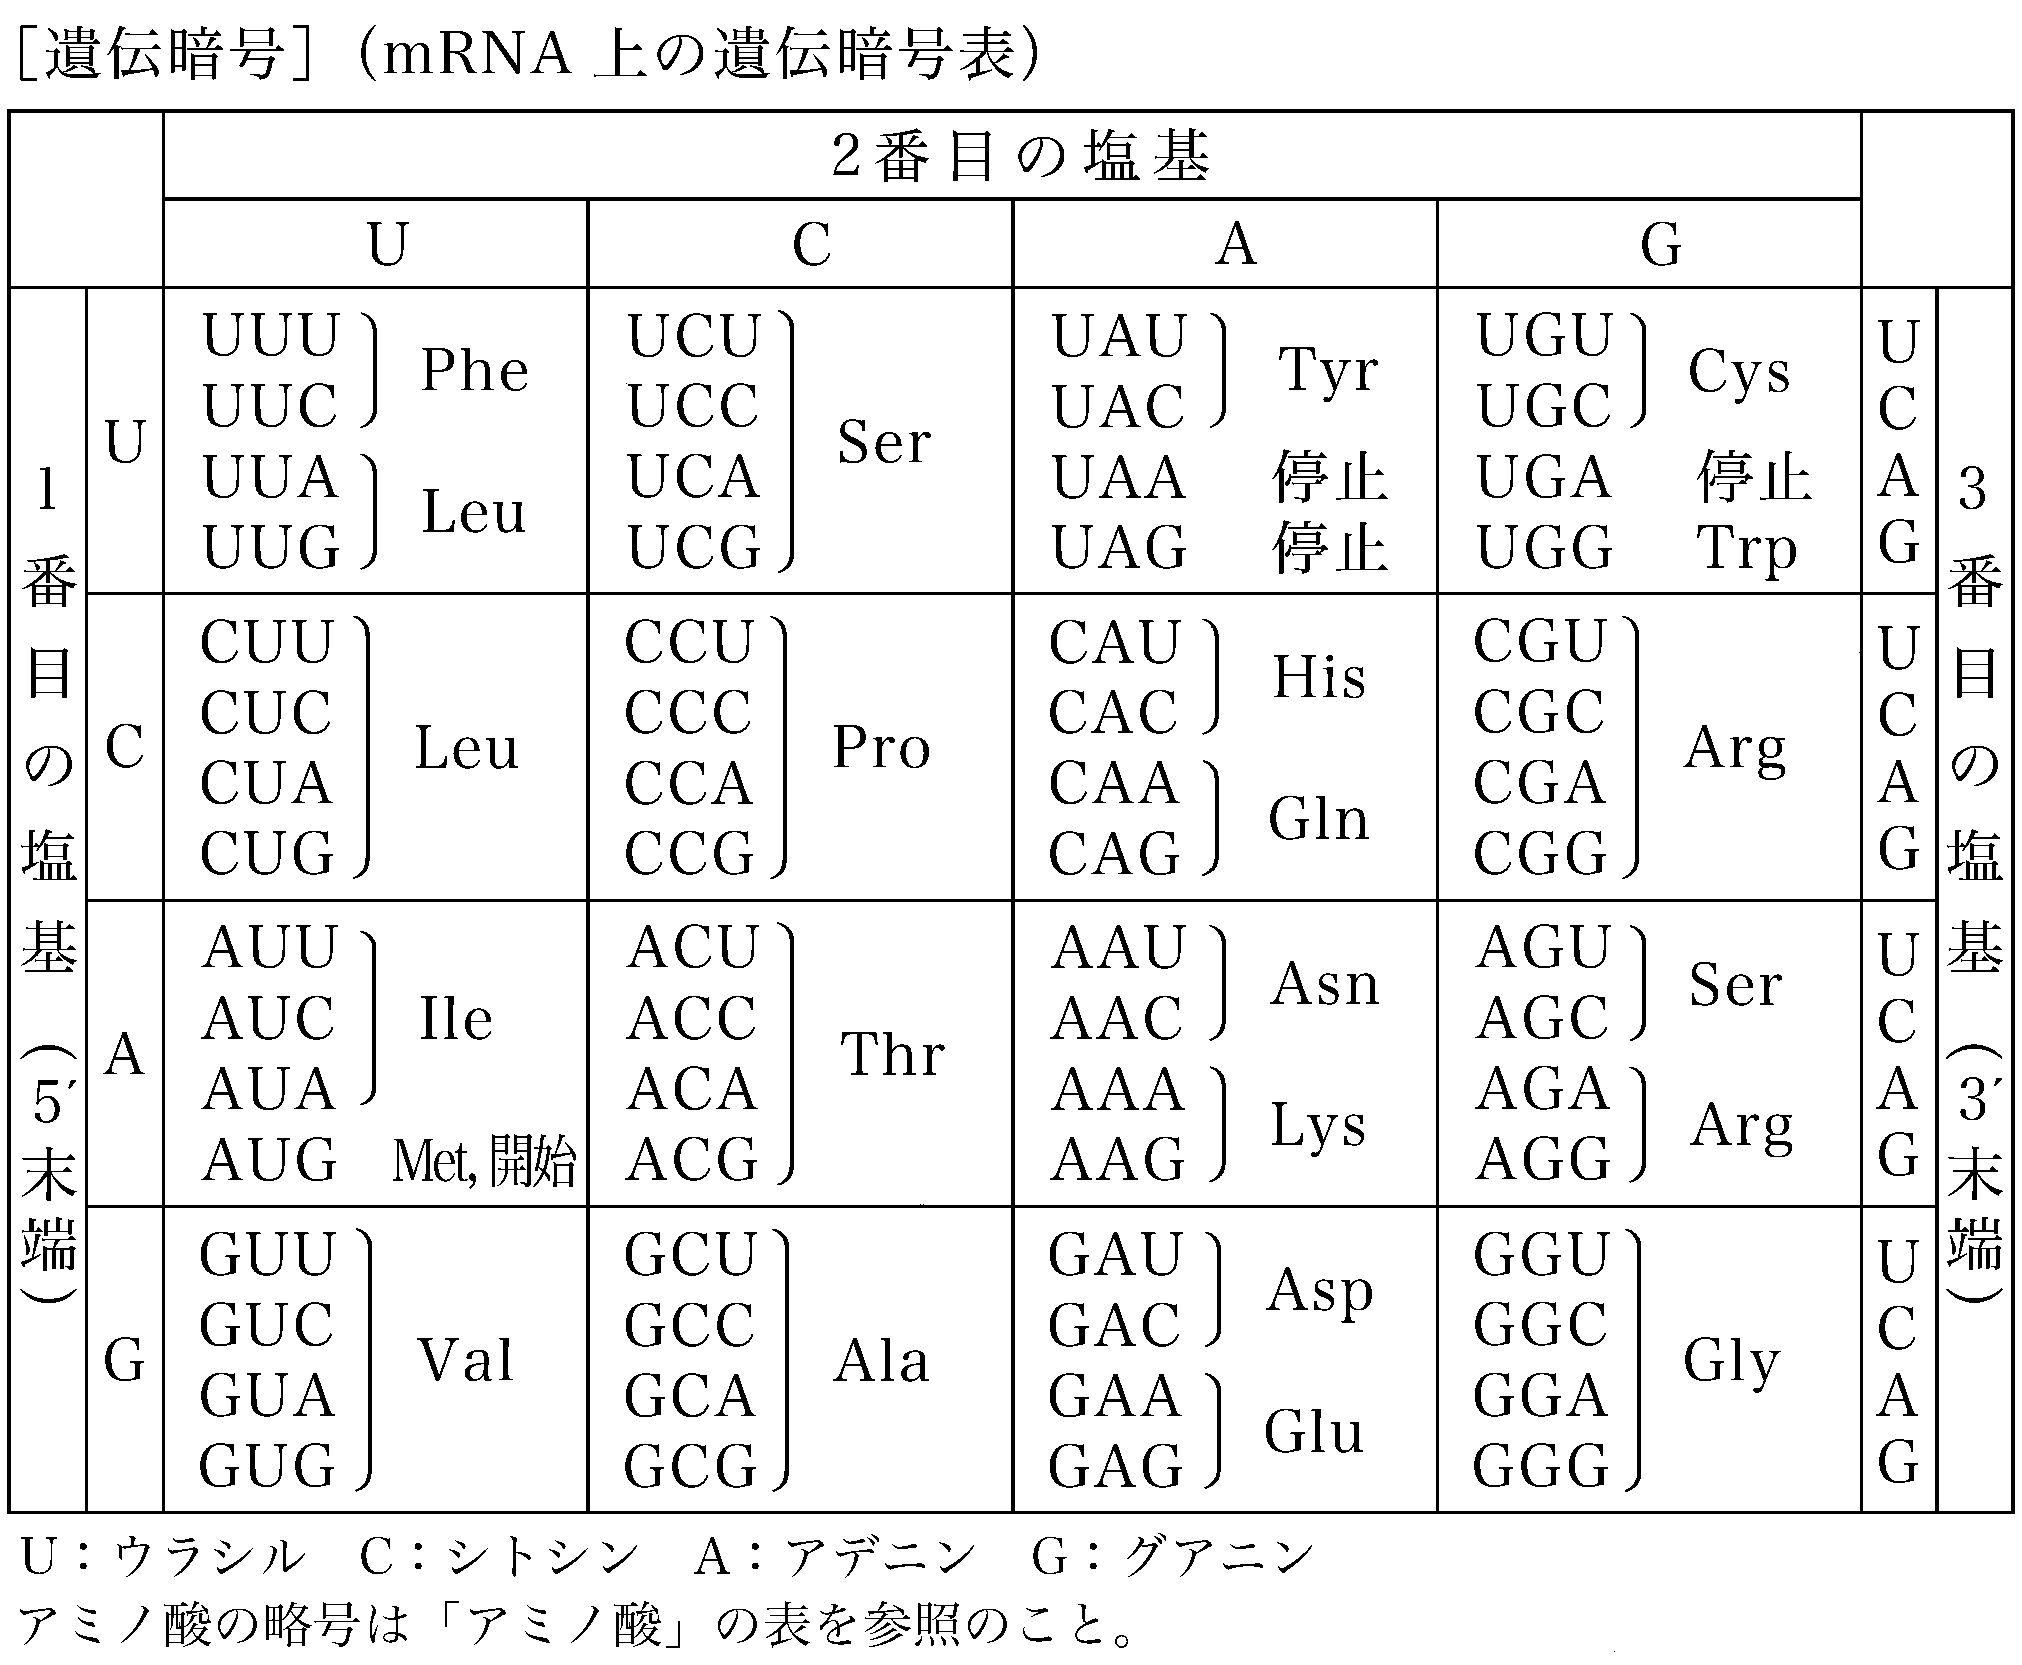 ［遺伝暗号］（mRNA 上の遺伝暗号表）
2番目の塩基
U C A G
1番目の塩基（5′末端）
3番目の塩基（3′末端）
U
UUU Phe UCU Ser UAU Tyr UGU Cys U
UUC UCC UAC UGC C
UUA Leu UCA UAA 停止 UGA 停止 A
UUG UCG UAG 停止 UGG Trp G
C
CUU Leu CCU Pro CAU His CGU Arg U
CUC CCC CAC CGC C
CUA CCA CAA Gln CGA A
CUG CCG CAG CGG G
A
AUU Ile ACU Thr AAU Asn AGU Ser U
AUC ACC AAC AGC C
AUA ACA AAA Lys AGA Arg A
AUG Met, 開始 ACG AAG AGG G
G
GUU Val GCU Ala GAU Asp GGU Gly U
GUC GCC GAC GGC C
GUA GCA GAA Glu GGA A
GUG GCG GAG GGG G
U：ウラシル　C：シトシン　A：アデニン　G：グアニン
アミノ酸の略号は「アミノ酸」の表を参照のこと。